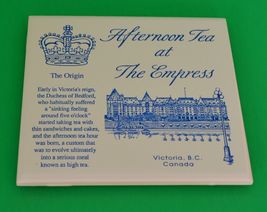 Afternoon Tea
at
The Empress
The Origin
Early in Victoria's reign,
the Duchess of Bedford,
who habitually suffered
a "sinking feeling
around five o'clock"
started taking tea with
thin sandwiches and cakes,
and the afternoon tea hour
was born, a custom that
was to evolve ultimately
into a serious meal
known as high tea.
Victoria, B.C.
Canada